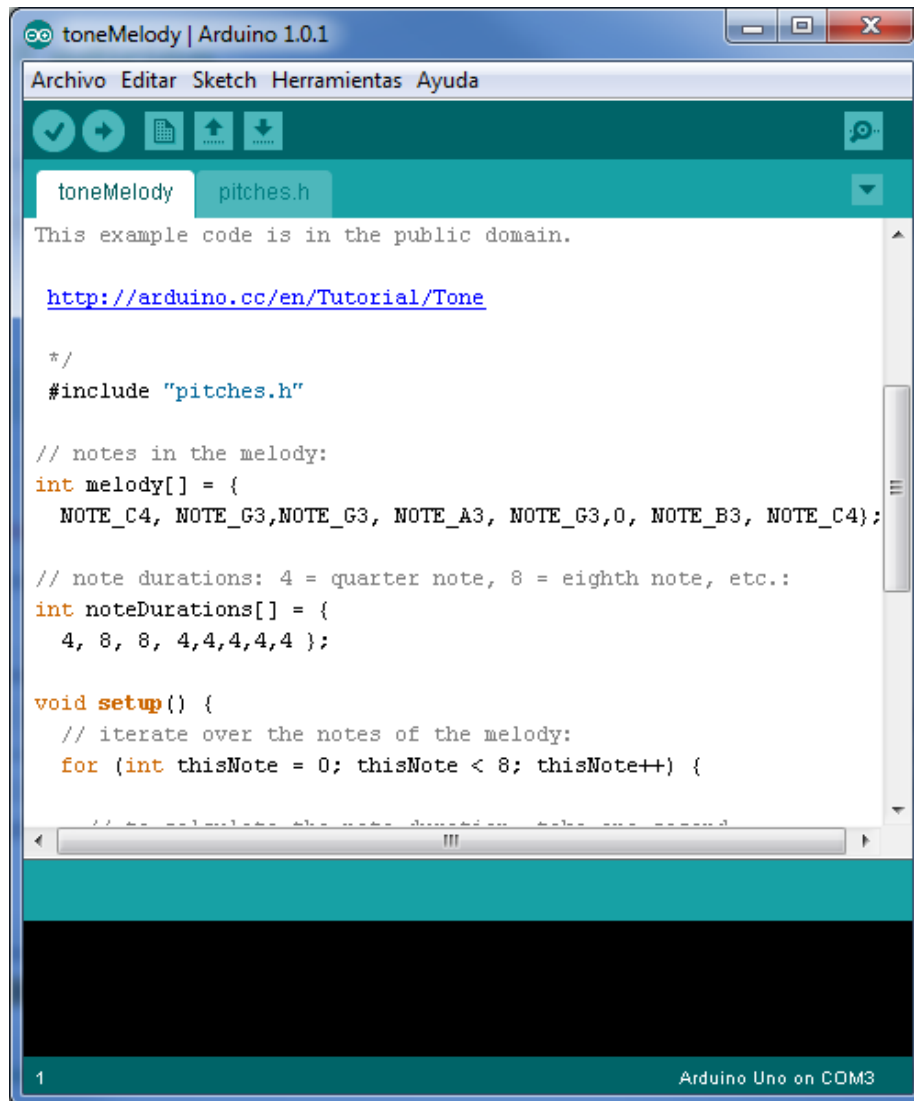 toneMelody | Arduino 1.0.1
Archivo Editar Sketch Herramientas Ayuda
toneMelody pitches.h
This example code is in the public domain.
http://arduino.cc/en/Tutorial/Tone
*/
#include "pitches.h"
// notes in the melody:
int melody[] = {
NOTE_C4, NOTE_G3,NOTE_G3, NOTE_A3, NOTE_G3,0, NOTE_B3, NOTE_C4};
// note durations: 4 = quarter note, 8 = eighth note, etc.:
int noteDurations[] = {
4, 8, 8, 4,4,4,4,4 };
void setup() {
// iterate over the notes of the melody:
for (int thisNote = 0; thisNote < 8; thisNote++) {
1 Arduino Uno on COM3